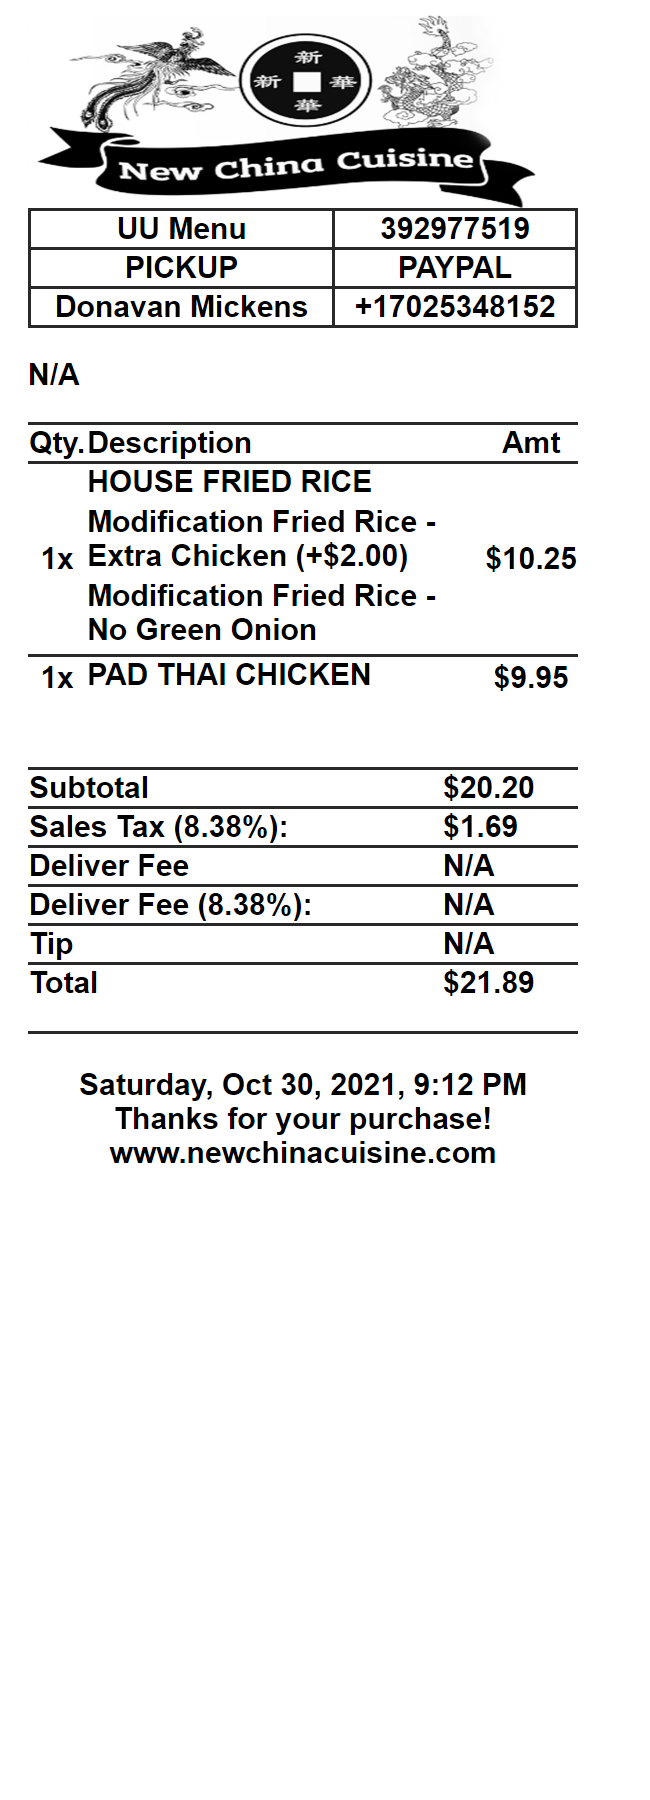 新
新 華
華
New China Cuisine
UU Menu 392977519
PICKUP PAYPAL
Donavan Mickens +17025348152
N/A
Qty. Description Amt
HOUSE FRIED RICE
Modification Fried Rice -
1x Extra Chicken (+$2.00) $10.25
Modification Fried Rice -
No Green Onion
1x PAD THAI CHICKEN $9.95
Subtotal $20.20
Sales Tax (8.38%): $1.69
Deliver Fee N/A
Deliver Fee (8.38%): N/A
Tip N/A
Total $21.89
Saturday, Oct 30, 2021, 9:12 PM
Thanks for your purchase!
www.newchinacuisine.com